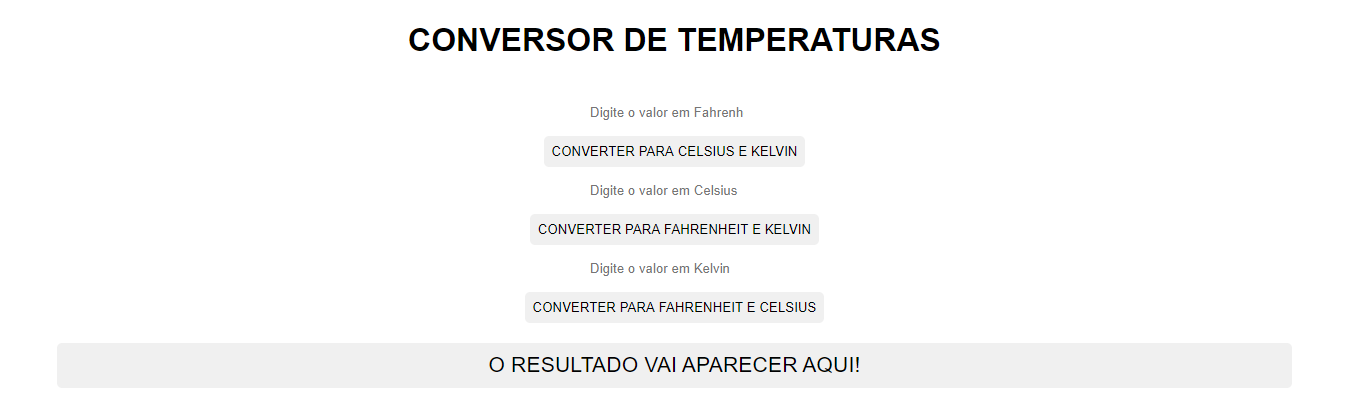 CONVERSOR DE TEMPERATURAS
Digite o valor em Fahrenh
CONVERTER PARA CELSIUS E KELVIN
Digite o valor em Celsius
CONVERTER PARA FAHRENHEIT E KELVIN
Digite o valor em Kelvin
CONVERTER PARA FAHRENHEIT E CELSIUS
O RESULTADO VAI APARECER AQUI!